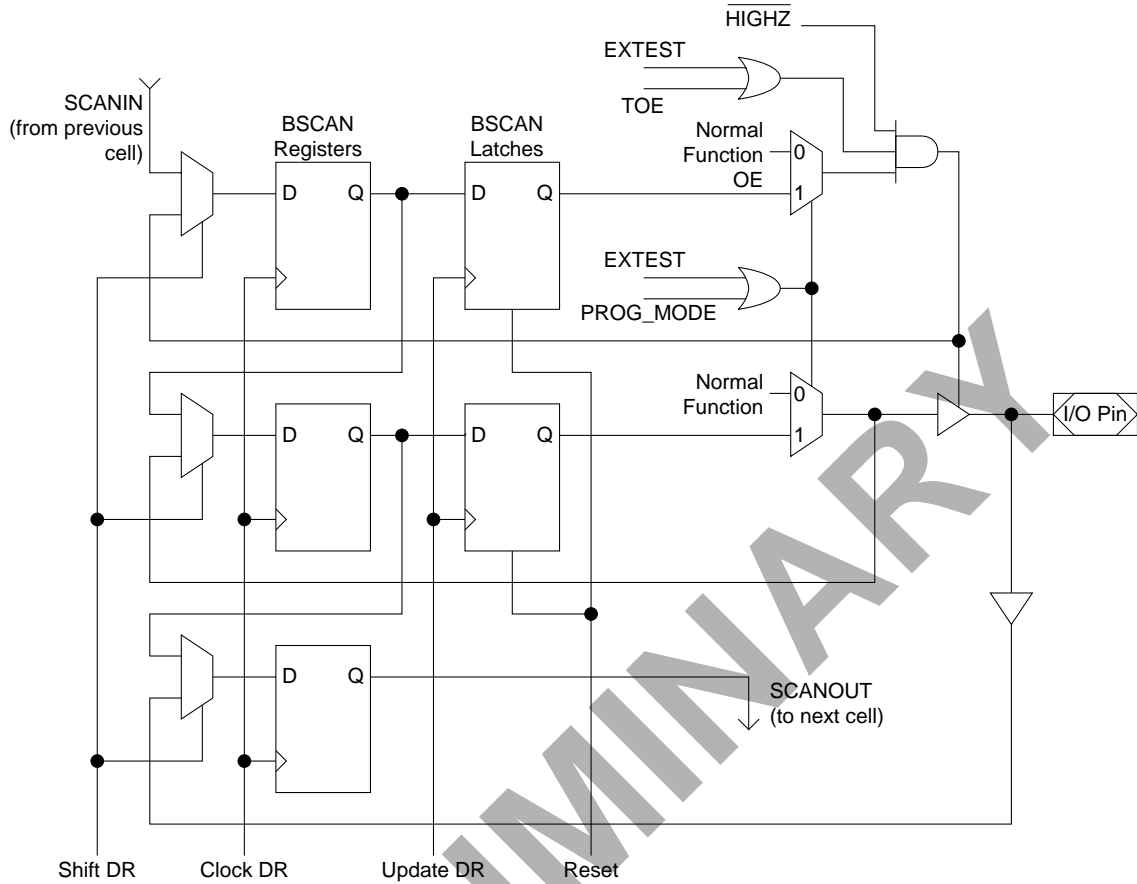 HIGHZ
EXTEST
TOE
SCANIN
(from previous
cell)
BSCAN
Registers
BSCAN
Latches
Normal
Function
OE
0
1
D
Q
D
Q
EXTEST
PROG_MODE
Normal
Function
0
1
D
Q
D
Q
I/O Pin
D
Q
SCANOUT
(to next cell)
Shift DR
Clock DR
Update DR
Reset
IMINARY